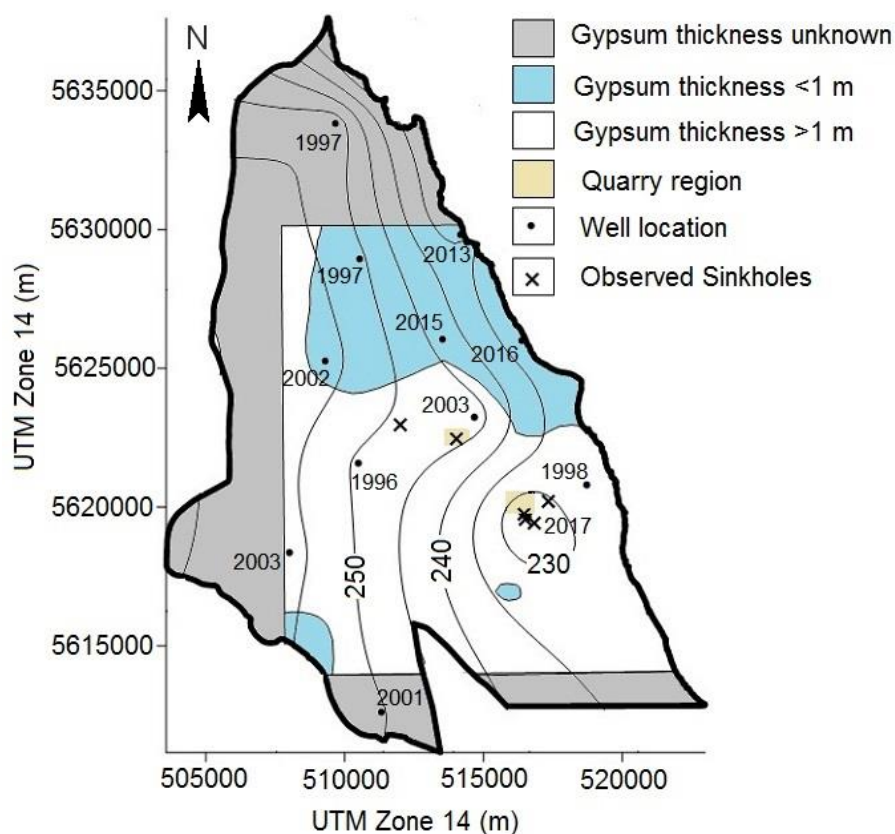 N
Gypsum thickness unknown
Gypsum thickness <1 m
Gypsum thickness >1 m
Quarry region
Well location
Observed Sinkholes
UTM Zone 14 (m)
5635000
5630000
5625000
5620000
5615000
1997
2013
1997
2015
2016
2002
2003
1998
1996
2017
2003
250
240
230
2001
505000
510000
515000
520000
UTM Zone 14 (m)